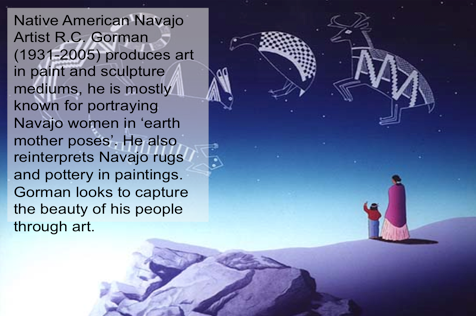 Native American Navajo
Artist R.C. Gorman
(1931-2005) produces art
in paint and sculpture
mediums, he is mostly
known for portraying
Navajo women in ‘earth
mother poses’. He also
reinterprets Navajo rugs
and pottery in paintings.
Gorman looks to capture
the beauty of his people
through art.